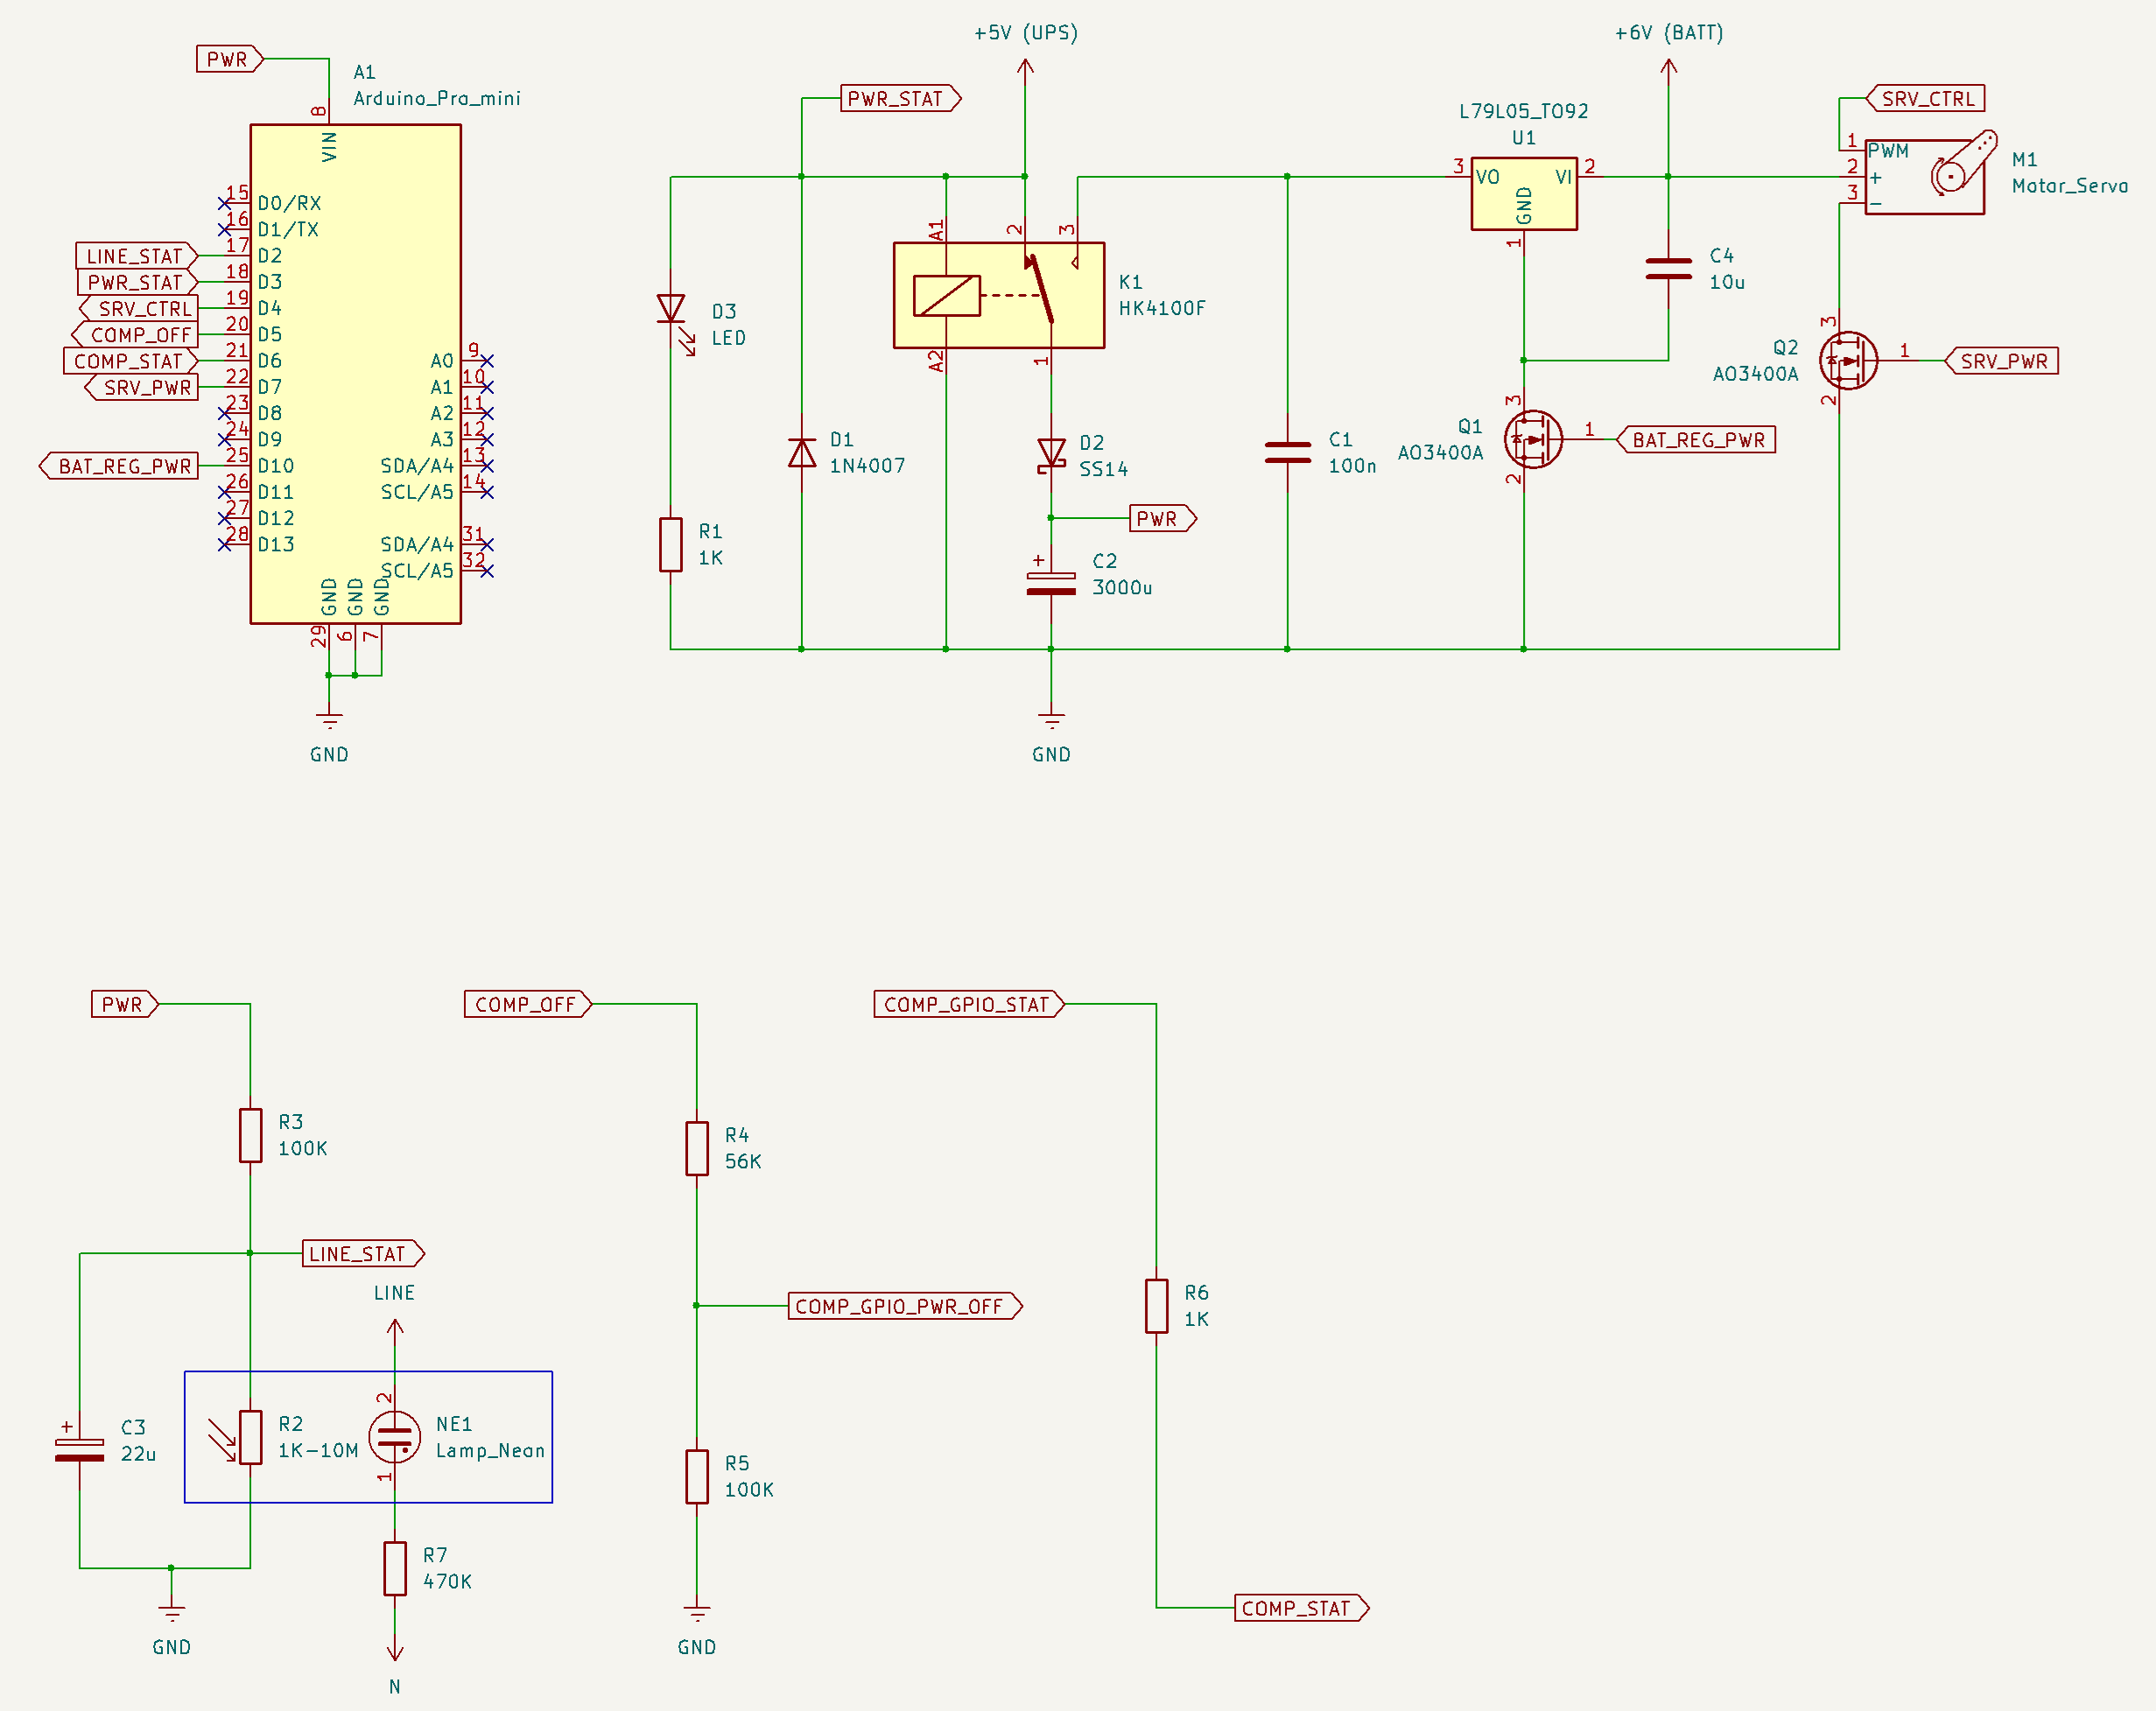 PWR
A1
Arduino_Pro_mini
8
VIN
15
D0/RX
16
D1/TX
LINE_STAT
17
D2
PWR_STAT
18
D3
SRV_CTRL
19
D4
COMP_OFF
20
D5
COMP_STAT
21
D6
SRV_PWR
22
D7
23
D8
24
D9
BAT_REG_PWR
25
D10
26
D11
27
D12
28
D13
A0
9
A1
10
A2
11
A3
12
SDA/A4
13
SCL/A5
14
SDA/A4
31
SCL/A5
32
GND
GND
GND
29
6
7
GND
+5V (UPS)
PWR_STAT
D3
LED
R1
1K
D1
1N4007
A1
2
3
K1
HK4100F
A2
1
D2
SS14
PWR
+
C2
3000u
GND
C1
100n
L79L05_TO92
U1
3
VO
VI
2
GND
1
+6V (BATT)
C4
10u
Q1
AO3400A
3
1
2
BAT_REG_PWR
SRV_CTRL
1
PWM
2
+
3
-
M1
Motor_Servo
Q2
AO3400A
3
1
2
SRV_PWR
PWR
R3
100K
LINE_STAT
LINE
+
C3
22u
R2
1K-10M
2
NE1
Lamp_Neon
1
R7
470K
GND
N
COMP_OFF
R4
56K
COMP_GPIO_PWR_OFF
R5
100K
GND
COMP_GPIO_STAT
R6
1K
COMP_STAT